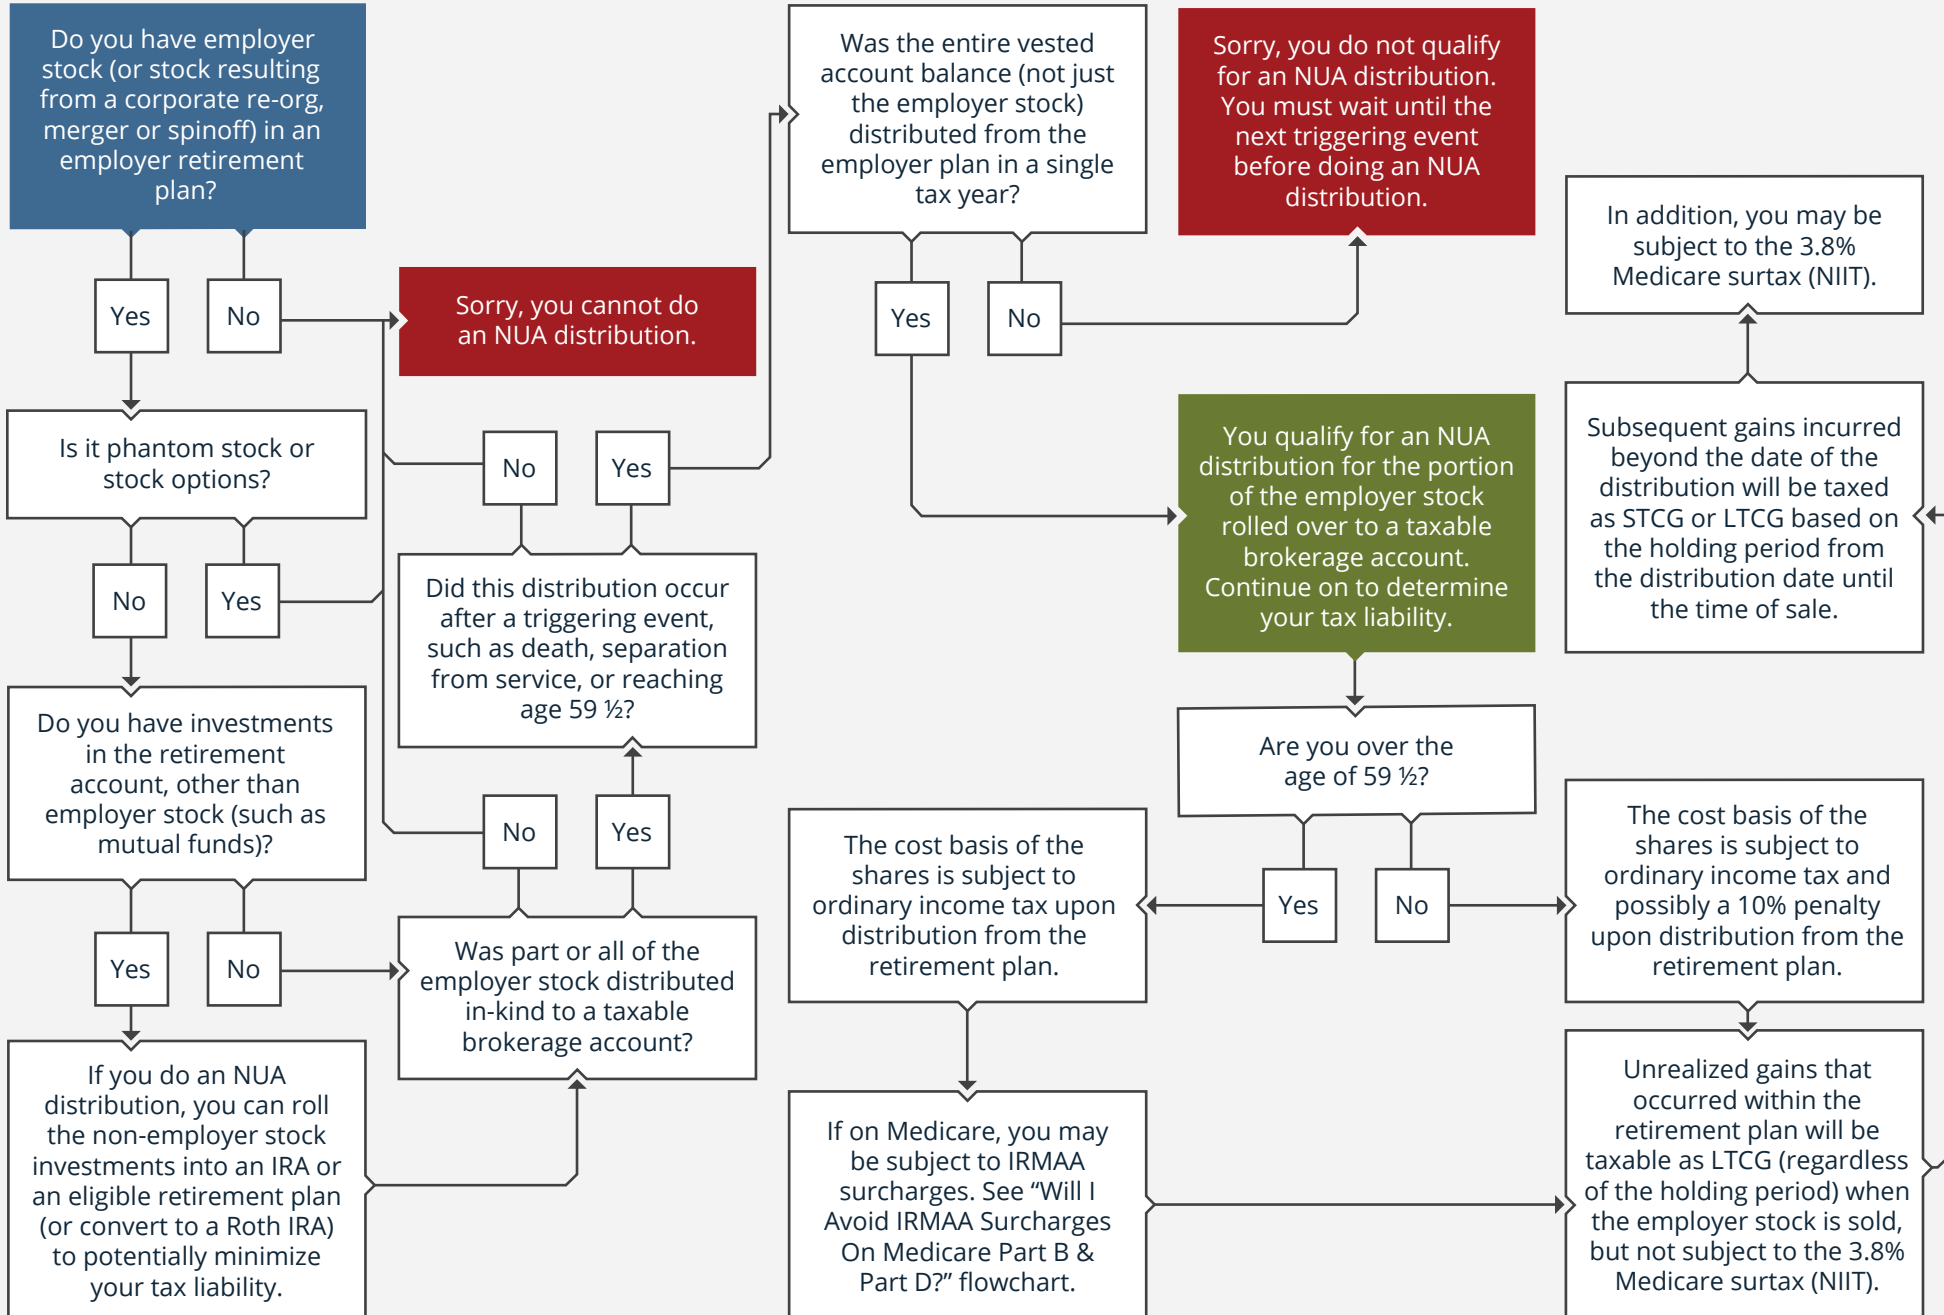 Do you have employer
stock (or stock resulting
from a corporate re-org,
merger or spinoff) in an
employer retirement
plan?
Yes
No
Sorry, you cannot do
an NUA distribution.
Is it phantom stock or
stock options?
No
Yes
Do you have investments
in the retirement
account, other than
employer stock (such as
mutual funds)?
Yes
No
If you do an NUA
distribution, you can roll
the non-employer stock
investments into an IRA or
an eligible retirement plan
(or convert to a Roth IRA)
to potentially minimize
your tax liability.
Was part or all of the
employer stock distributed
in-kind to a taxable
brokerage account?
No
Yes
Did this distribution occur
after a triggering event,
such as death, separation
from service, or reaching
age 59 ½?
No
Yes
Was the entire vested
account balance (not just
the employer stock)
distributed from the
employer plan in a single
tax year?
Yes
No
Sorry, you do not qualify
for an NUA distribution.
You must wait until the
next triggering event
before doing an NUA
distribution.
You qualify for an NUA
distribution for the portion
of the employer stock
rolled over to a taxable
brokerage account.
Continue on to determine
your tax liability.
Are you over the
age of 59 ½?
Yes
No
The cost basis of the
shares is subject to
ordinary income tax upon
distribution from the
retirement plan.
If on Medicare, you may
be subject to IRMAA
surcharges. See “Will I
Avoid IRMAA Surcharges
On Medicare Part B &
Part D?” flowchart.
The cost basis of the
shares is subject to
ordinary income tax and
possibly a 10% penalty
upon distribution from the
retirement plan.
Unrealized gains that
occurred within the
retirement plan will be
taxable as LTCG (regardless
of the holding period) when
the employer stock is sold,
but not subject to the 3.8%
Medicare surtax (NIIT).
Subsequent gains incurred
beyond the date of the
distribution will be taxed
as STCG or LTCG based on
the holding period from
the distribution date until
the time of sale.
In addition, you may be
subject to the 3.8%
Medicare surtax (NIIT).